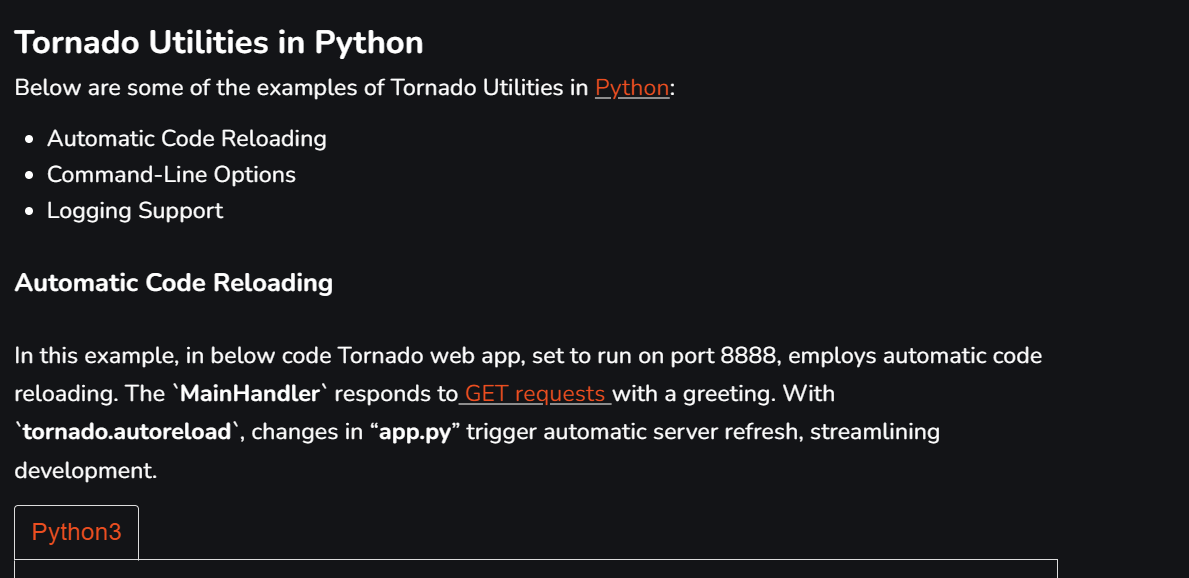 Tornado Utilities in Python
Below are some of the examples of Tornado Utilities in Python:
• Automatic Code Reloading
• Command-Line Options
• Logging Support
Automatic Code Reloading
In this example, in below code Tornado web app, set to run on port 8888, employs automatic code
reloading. The `MainHandler` responds to GET requests with a greeting. With
`tornado.autoreload`, changes in “app.py” trigger automatic server refresh, streamlining
development.
Python3